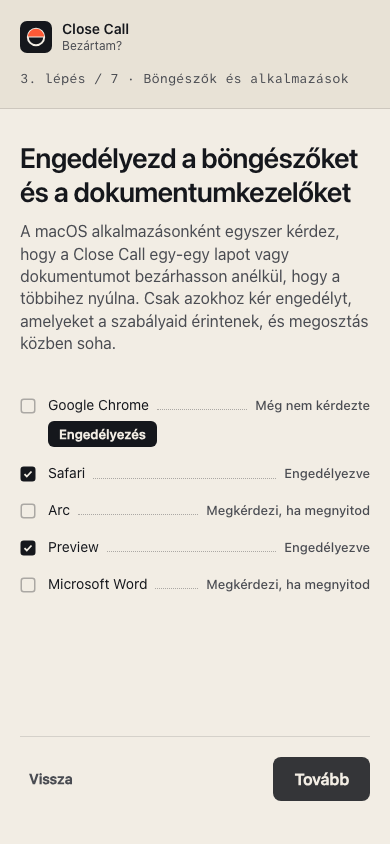 Close Call
Bezártam?
3. lépés / 7 · Böngészők és alkalmazások
Engedélyezd a böngészőket
és a dokumentumkezelőket
A macOS alkalmazásonként egyszer kérdez,
hogy a Close Call egy-egy lapot vagy
dokumentumot bezárhasson anélkül, hogy a
többihez nyúlna. Csak azokhoz kér engedélyt,
amelyeket a szabályaid érintenek, és megosztás
közben soha.
Google Chrome Még nem kérdezte
Engedélyezés
Safari Engedélyezve
Arc Megkérdezi, ha megnyitod
Preview Engedélyezve
Microsoft Word Megkérdezi, ha megnyitod
Vissza Tovább